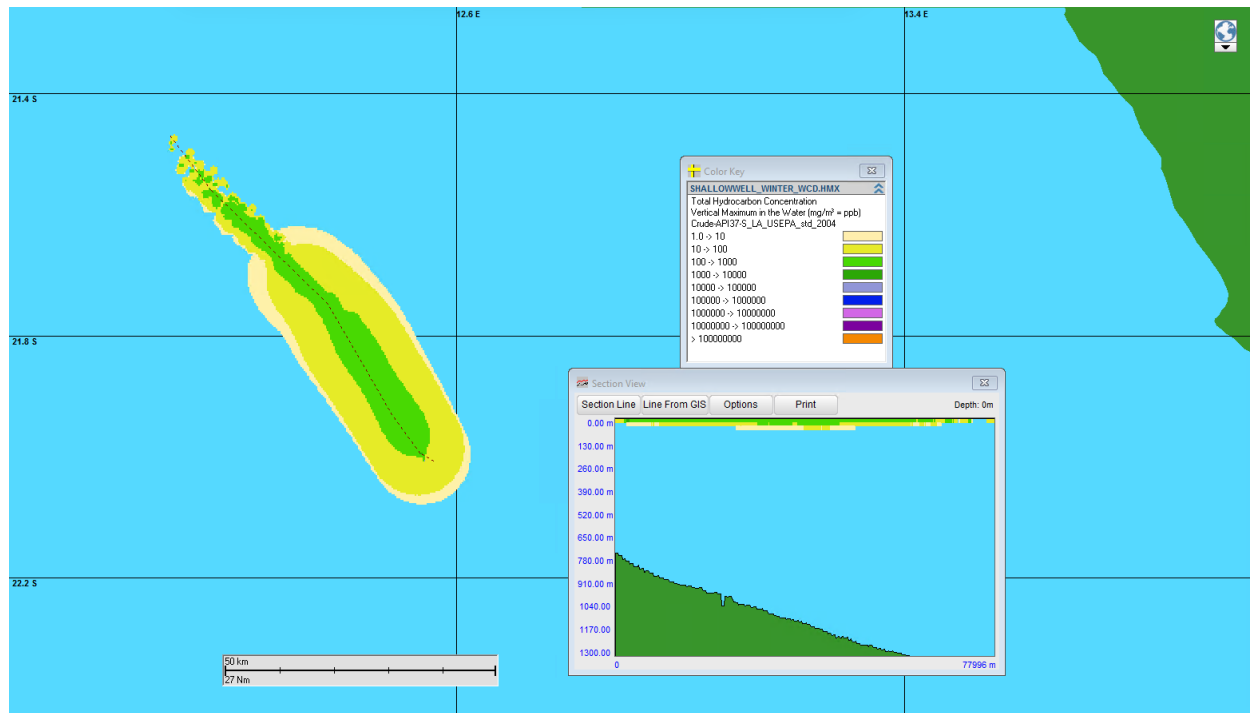 12.6 E
13.4 E
21.4 S
21.8 S
22.2 S
50 km
27 Nm
Color Key
SHALLOWWELL_WINTER_WCD.HMX
Total Hydrocarbon Concentration
Vertical Maximum in the Water (mg/m³ = ppb)
Crude-API37-S_LA_USEPA_std_2004
1.0 -> 10
10 -> 100
100 -> 1000
1000 -> 10000
10000 -> 100000
100000 -> 1000000
1000000 -> 10000000
10000000 -> 100000000
> 100000000
Section View
Section Line Line From GIS Options Print Depth: 0m
0.00 m
130.00 m
260.00 m
390.00 m
520.00 m
650.00 m
780.00 m
910.00 m
1040.00
1170.00
1300.00
0 77996 m